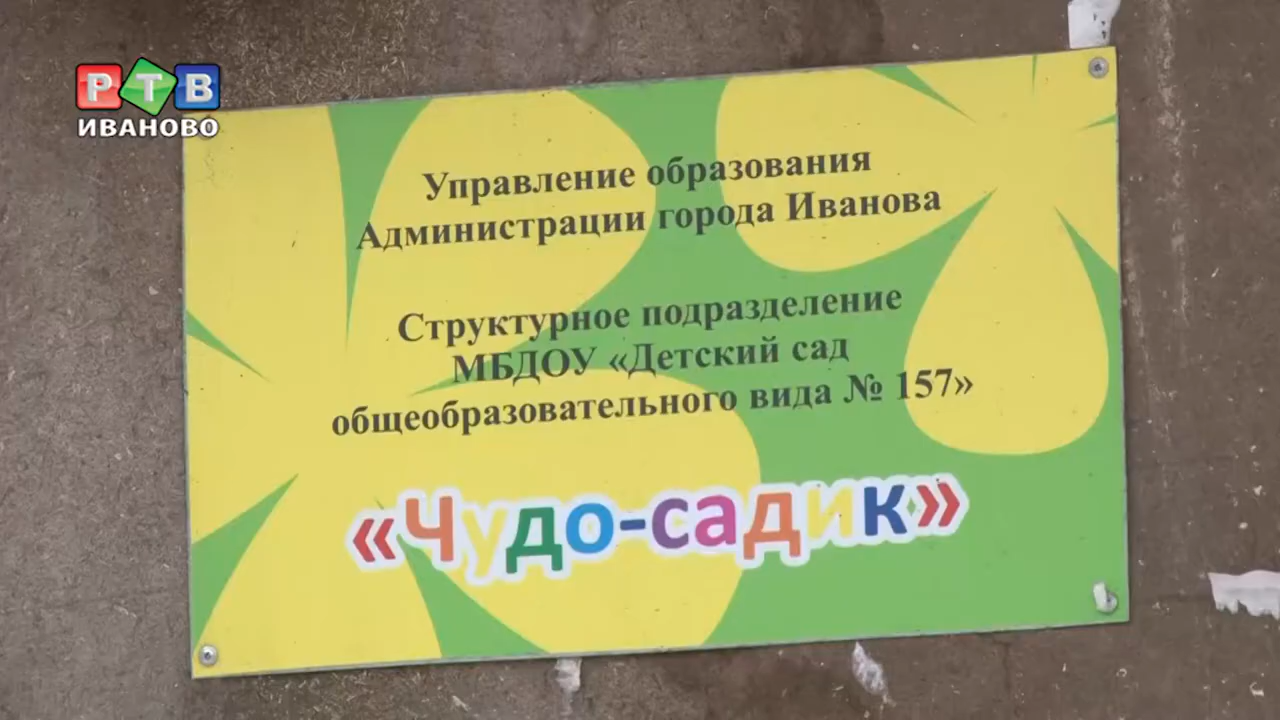 РТВ
ИВАНОВО
Управление образования
Администрации города Иванова
Структурное подразделение
МБДОУ «Детский сад
общеобразовательного вида № 157»
«Чудо-садик»